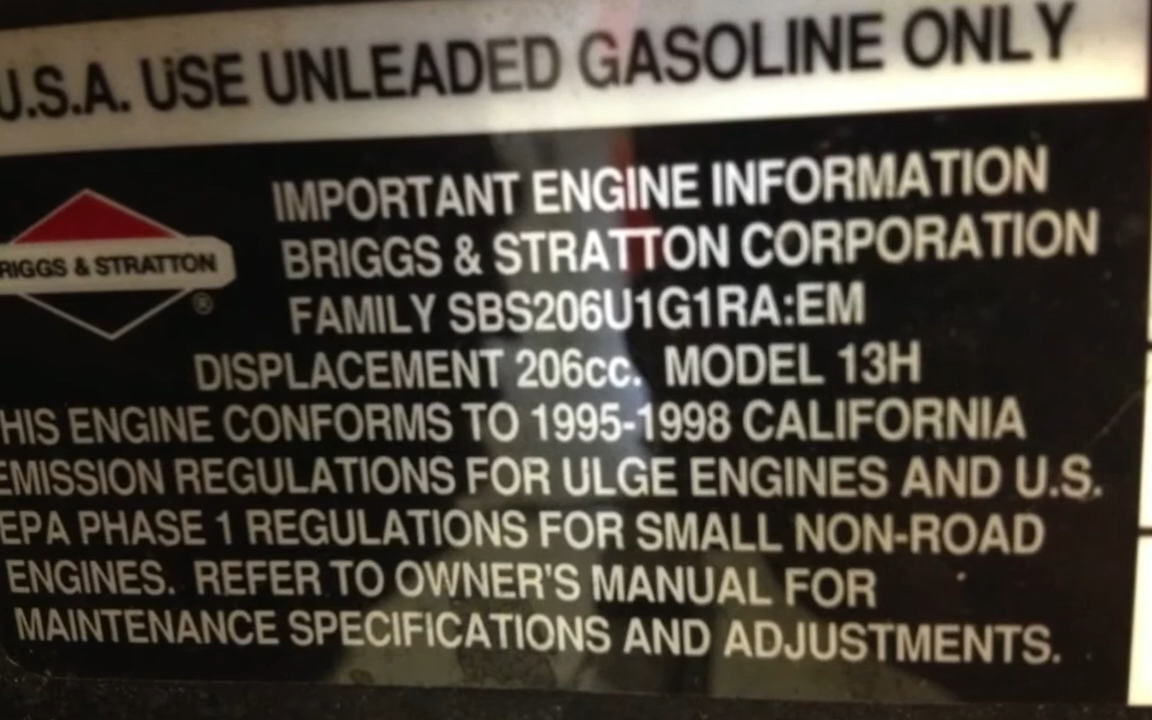 U.S.A. USE UNLEADED GASOLINE ONLY
IMPORTANT ENGINE INFORMATION
BRIGGS & STRATTON CORPORATION
RIGGS & STRATTON
®
FAMILY SBS206U1G1RA:EM
DISPLACEMENT 206cc. MODEL 13H
HIS ENGINE CONFORMS TO 1995-1998 CALIFORNIA
EMISSION REGULATIONS FOR ULGE ENGINES AND U.S.
EPA PHASE 1 REGULATIONS FOR SMALL NON-ROAD
ENGINES. REFER TO OWNER'S MANUAL FOR
MAINTENANCE SPECIFICATIONS AND ADJUSTMENTS.